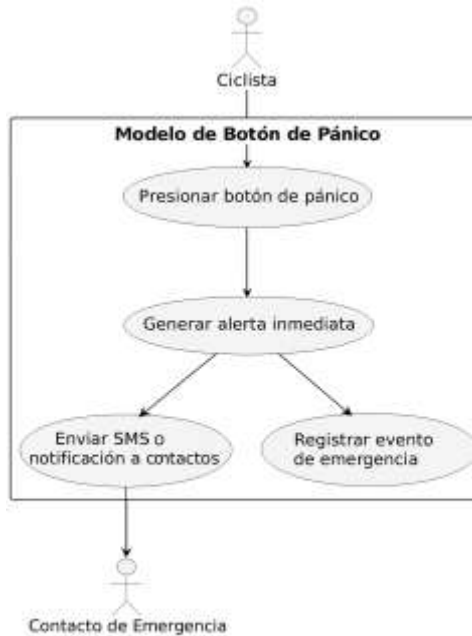 Ciclista
Modelo de Botón de Pánico
Presionar botón de pánico
Generar alerta inmediata
Enviar SMS o
notificación a contactos
Registrar evento
de emergencia
Contacto de Emergencia